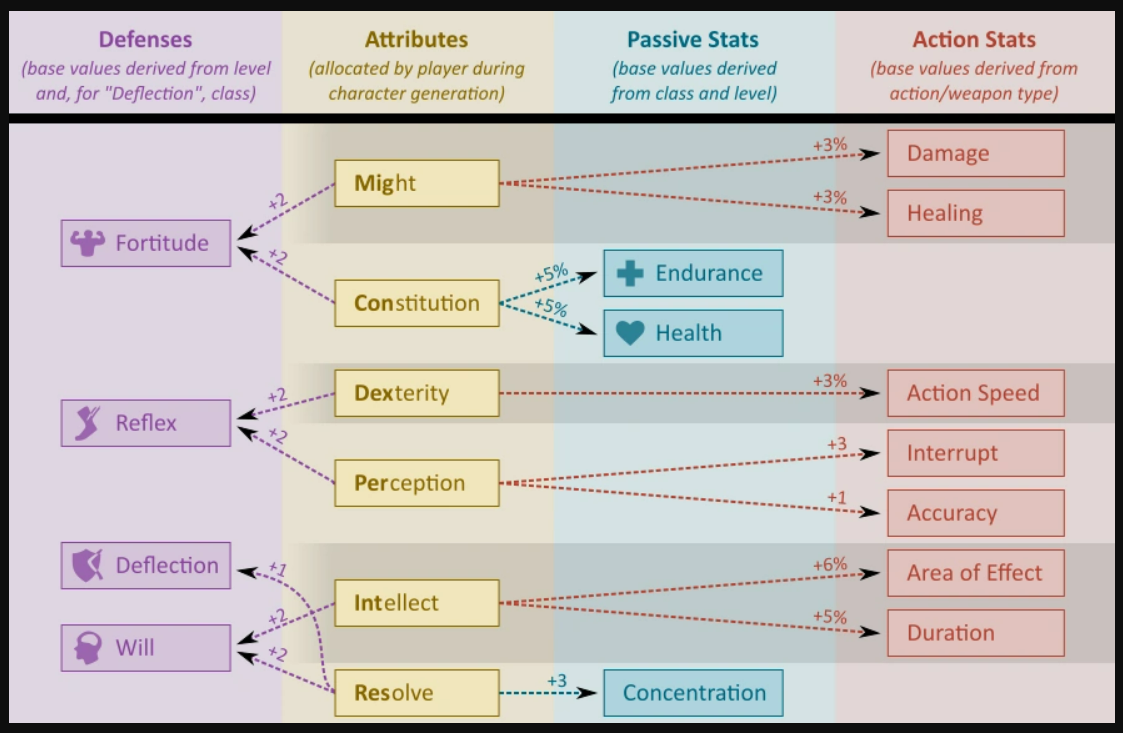 Defenses
(base values derived from level
and, for "Deflection", class)
Attributes
(allocated by player during
character generation)
Passive Stats
(base values derived
from class and level)
Action Stats
(base values derived from
action/weapon type)
Might
+2
+3%
Damage
+3%
Healing
Fortitude
+2
Constitution
+5%
Endurance
+5%
Health
Dexterity
+2
+3%
Action Speed
Reflex
+2
Perception
+3
Interrupt
+1
Accuracy
Deflection
+1
Intellect
+2
+6%
Area of Effect
+5%
Duration
Will
+2
Resolve
+3
Concentration